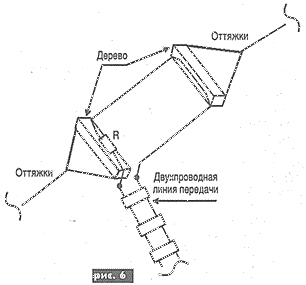 Оттяжки
Дерево
R
Оттяжки
Двухпроводная
линия передачи
рис. 6